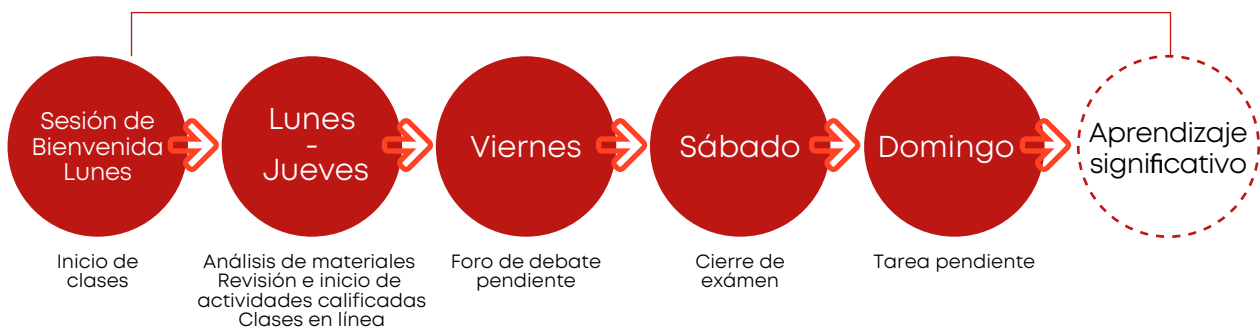 Sesión de
Bienvenida
Lunes
Lunes
-
Jueves
Viernes
Sábado
Domingo
Aprendizaje
significativo
Inicio de
clases
Análisis de materiales
Revisión e inicio de
actividades calificadas
Clases en línea
Foro de debate
pendiente
Cierre de
exámen
Tarea pendiente